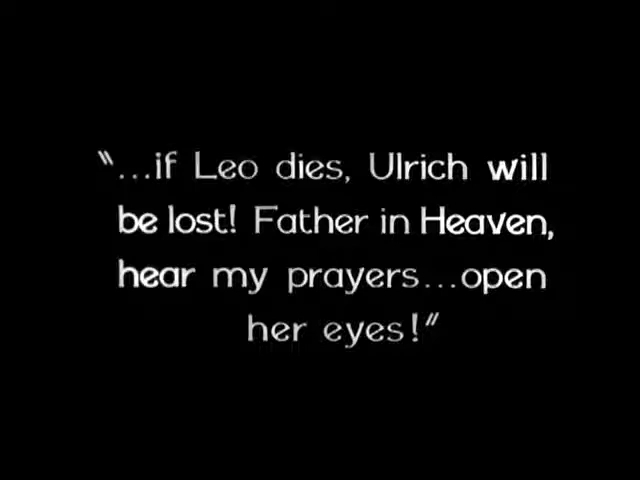 "...if Leo dies, Ulrich will
be lost! Father in Heaven,
hear my prayers...open
her eyes!"